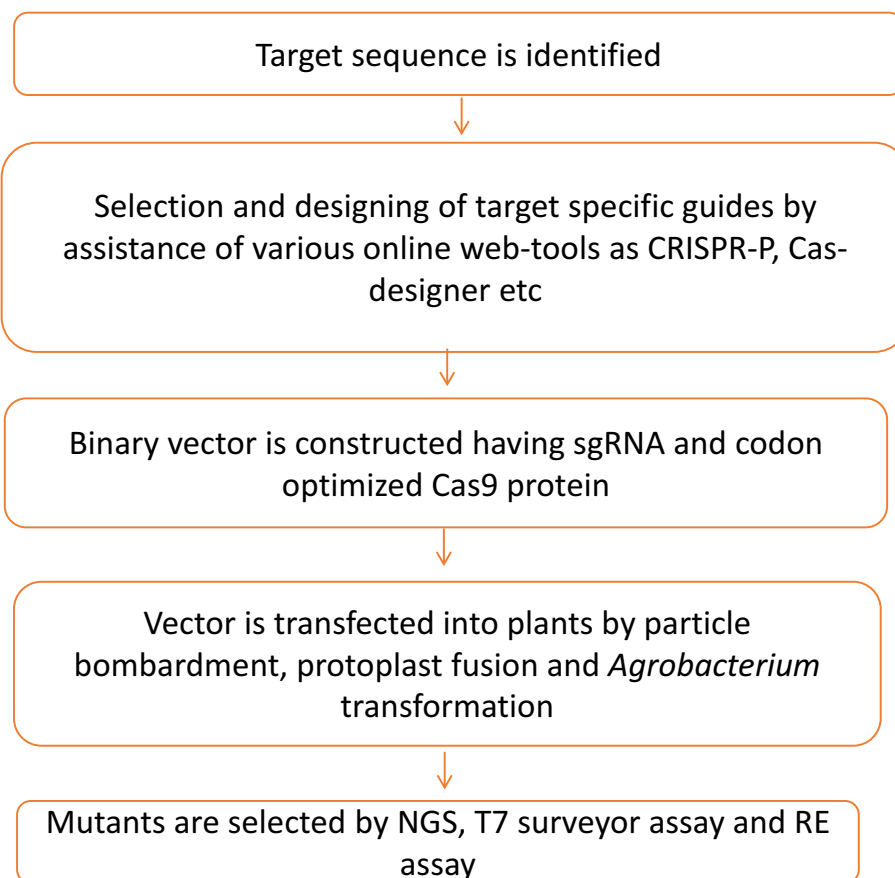 Target sequence is identified
Selection and designing of target specific guides by
assistance of various online web-tools as CRISPR-P, Cas-
designer etc
Binary vector is constructed having sgRNA and codon
optimized Cas9 protein
Vector is transfected into plants by particle
bombardment, protoplast fusion and Agrobacterium
transformation
Mutants are selected by NGS, T7 surveyor assay and RE
assay